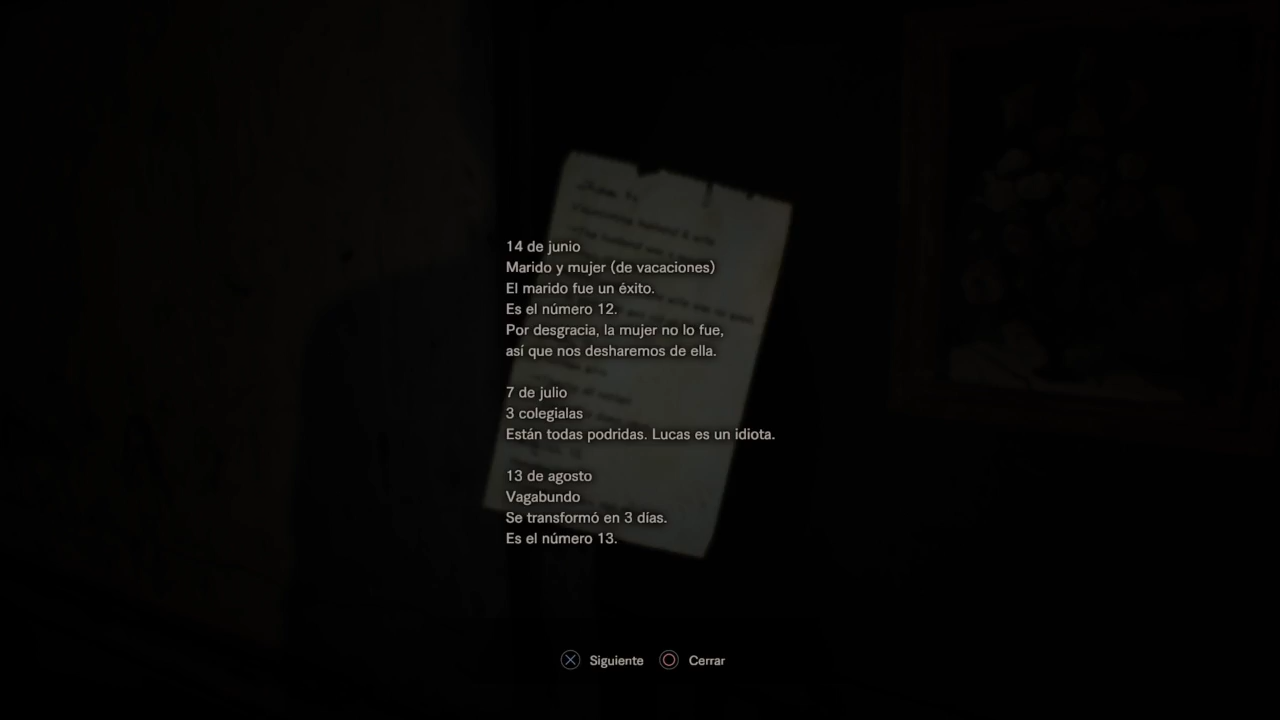 14 de junio
Marido y mujer (de vacaciones)
El marido fue un éxito.
Es el número 12.
Por desgracia, la mujer no lo fue,
así que nos desharemos de ella.
7 de julio
3 colegialas
Están todas podridas. Lucas es un idiota.
13 de agosto
Vagabundo
Se transformó en 3 días.
Es el número 13.
Siguiente Cerrar